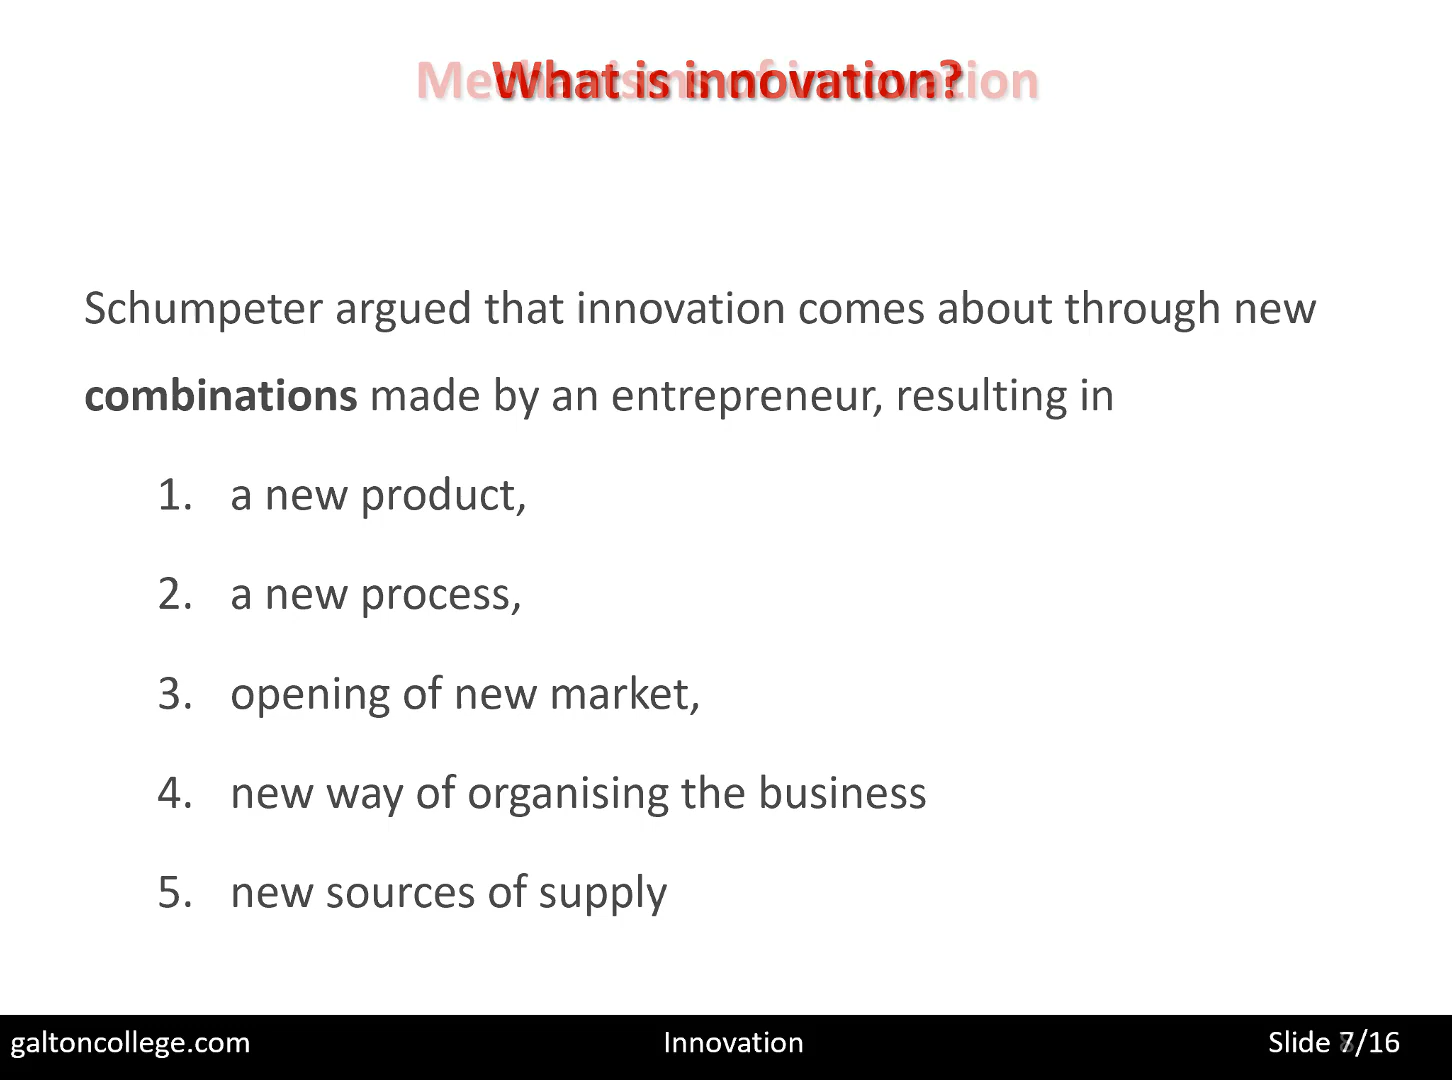 What is innovation?
Schumpeter argued that innovation comes about through new
combinations made by an entrepreneur, resulting in
1. a new product,
2. a new process,
3. opening of new market,
4. new way of organising the business
5. new sources of supply
galtoncollege.com Innovation Slide 7/16